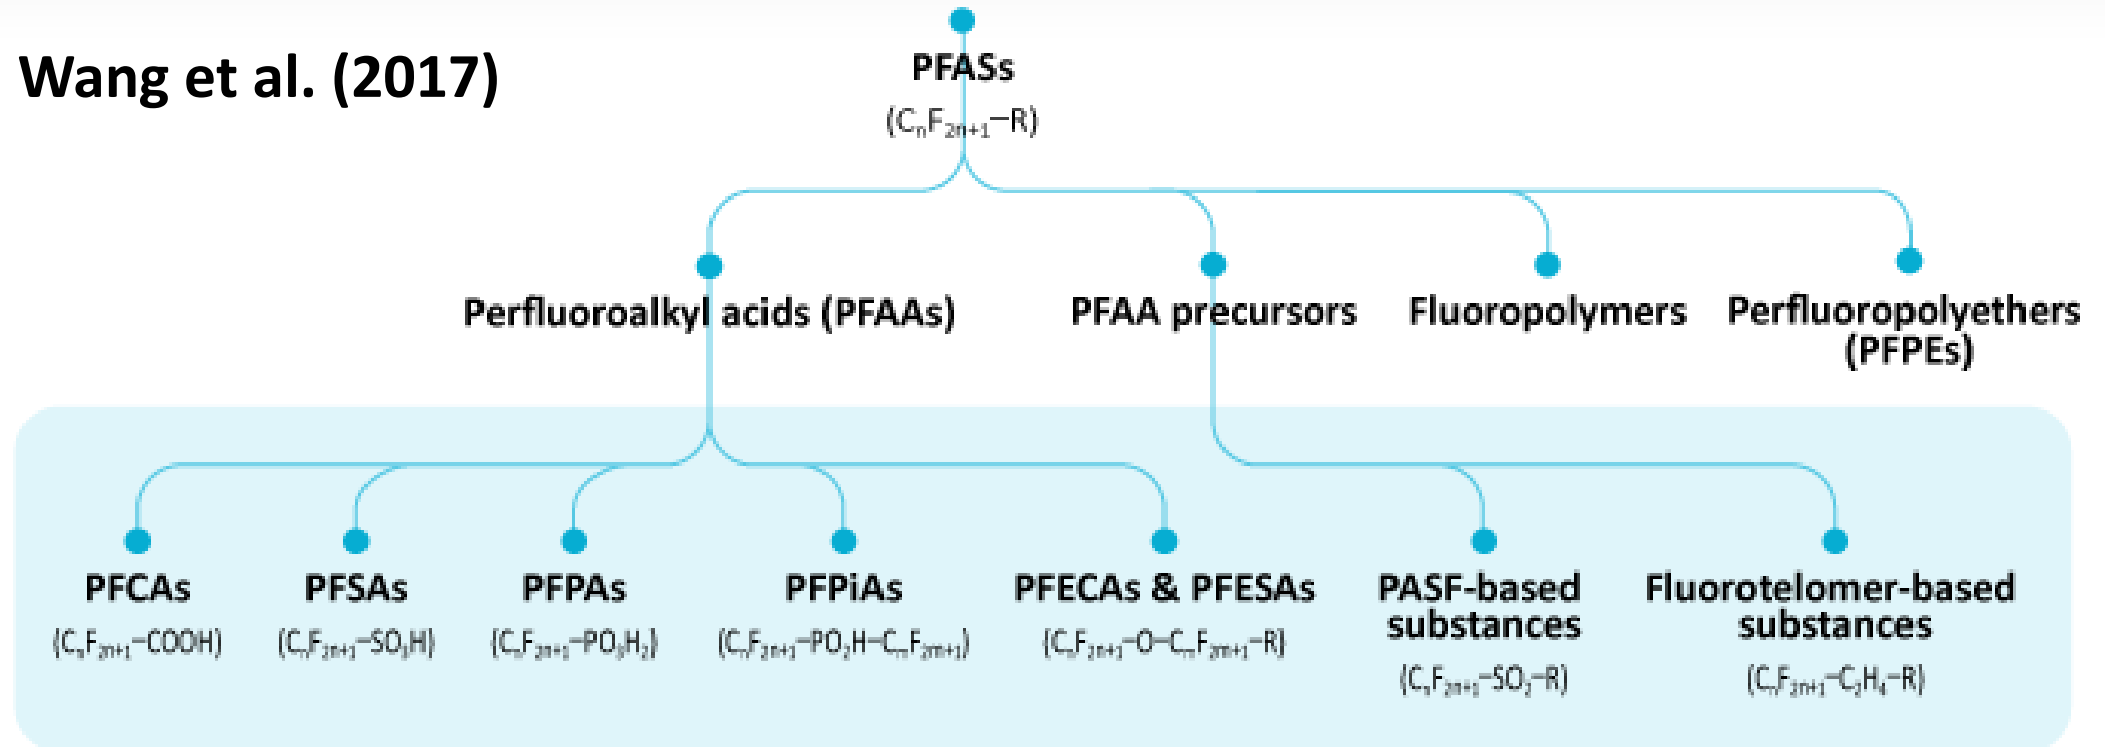 Wang et al. (2017)
PFASs
(CₙF₂ₙ₊₁–R)
Perfluoroalkyl acids (PFAAs)
PFAA precursors
Fluoropolymers
Perfluoropolyethers
(PFPEs)
PFCAs
(CₙF₂ₙ₊₁–COOH)
PFSAs
(CₙF₂ₙ₊₁–SO₃H)
PFPAs
(CₙF₂ₙ₊₁–PO₃H₂)
PFPiAs
(CₙF₂ₙ₊₁–PO₂H–CₘF₂ₘ₊₁)
PFECAs & PFESAs
(CₙF₂ₙ₊₁–O–CₘF₂ₘ₊₁–R)
PASF-based
substances
(CₙF₂ₙ₊₁–SO₂–R)
Fluorotelomer-based
substances
(CₙF₂ₙ₊₁–C₂H₄–R)